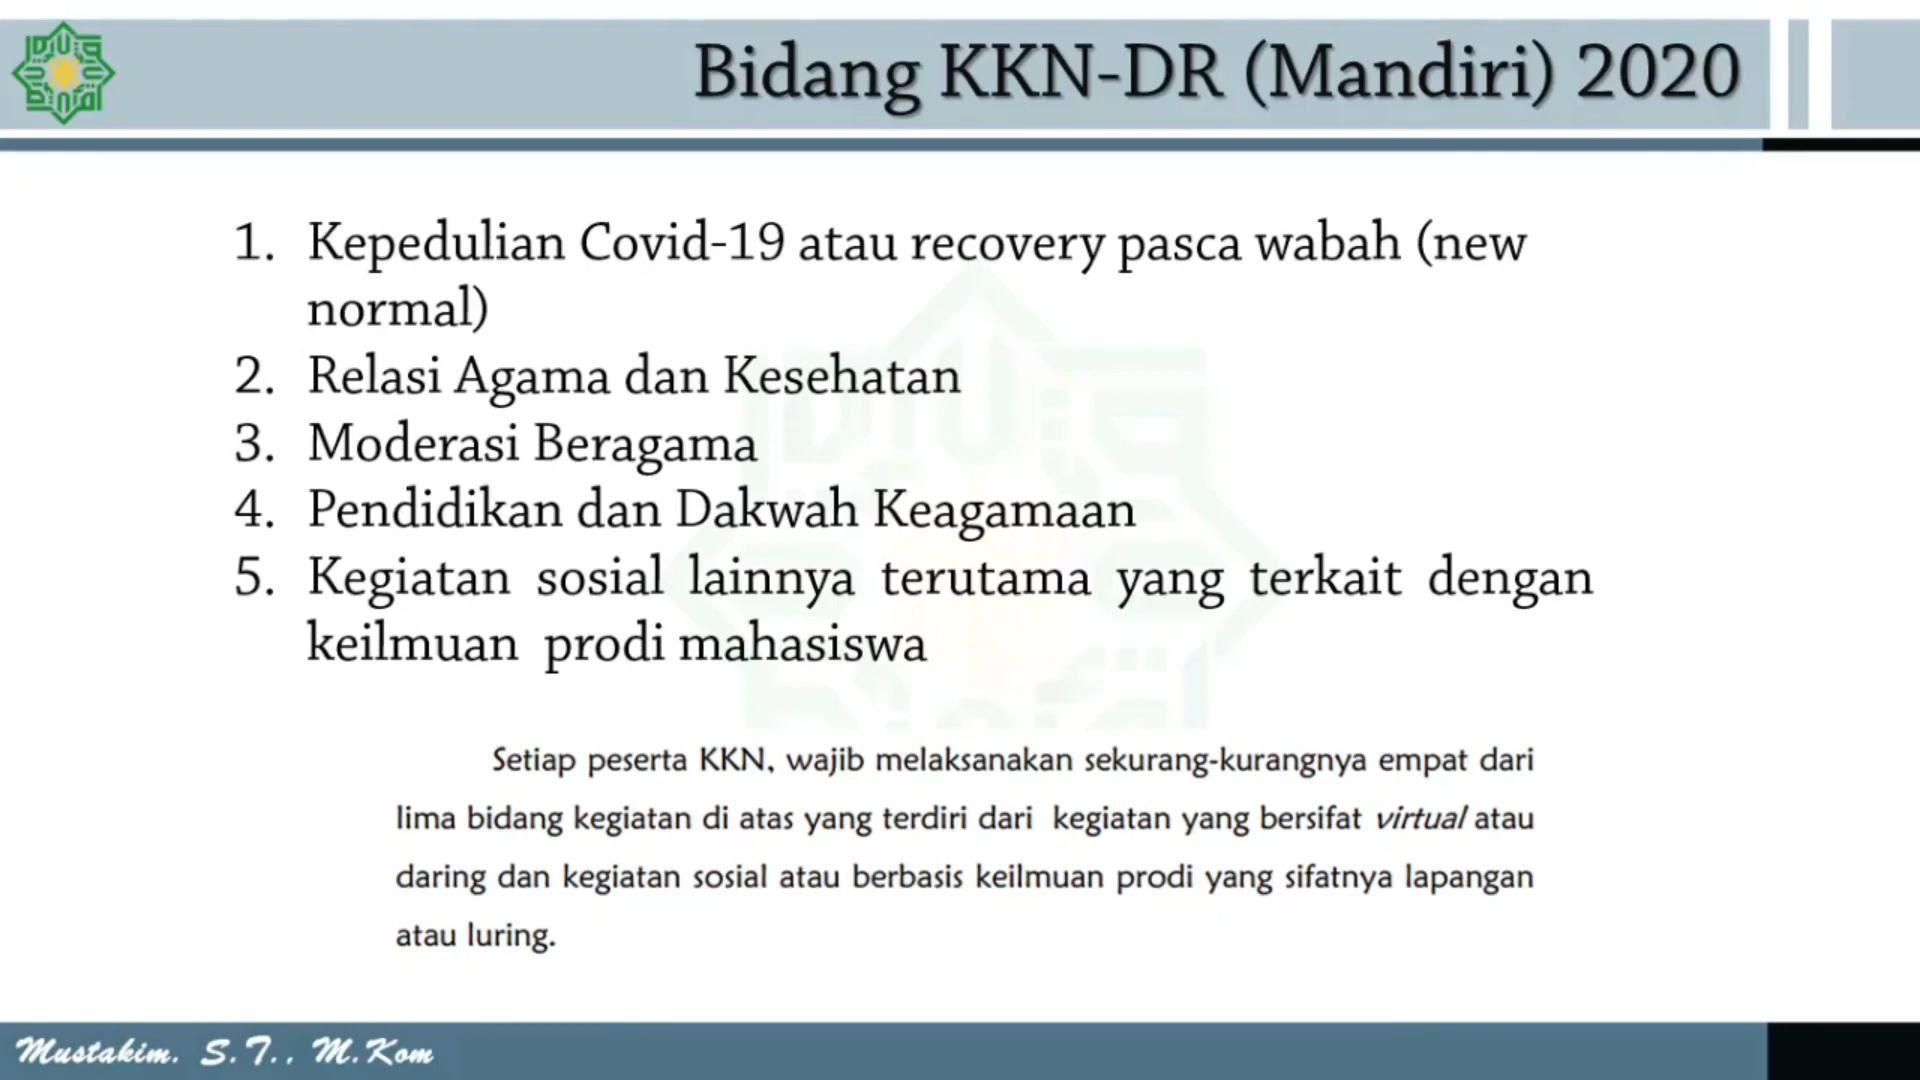 Bidang KKN-DR (Mandiri) 2020
1. Kepedulian Covid-19 atau recovery pasca wabah (new
normal)
2. Relasi Agama dan Kesehatan
3. Moderasi Beragama
4. Pendidikan dan Dakwah Keagamaan
5. Kegiatan sosial lainnya terutama yang terkait dengan
keilmuan prodi mahasiswa
Setiap peserta KKN, wajib melaksanakan sekurang-kurangnya empat dari
lima bidang kegiatan di atas yang terdiri dari kegiatan yang bersifat virtual atau
daring dan kegiatan sosial atau berbasis keilmuan prodi yang sifatnya lapangan
atau luring.
Mustakim. S.T., M.Kom